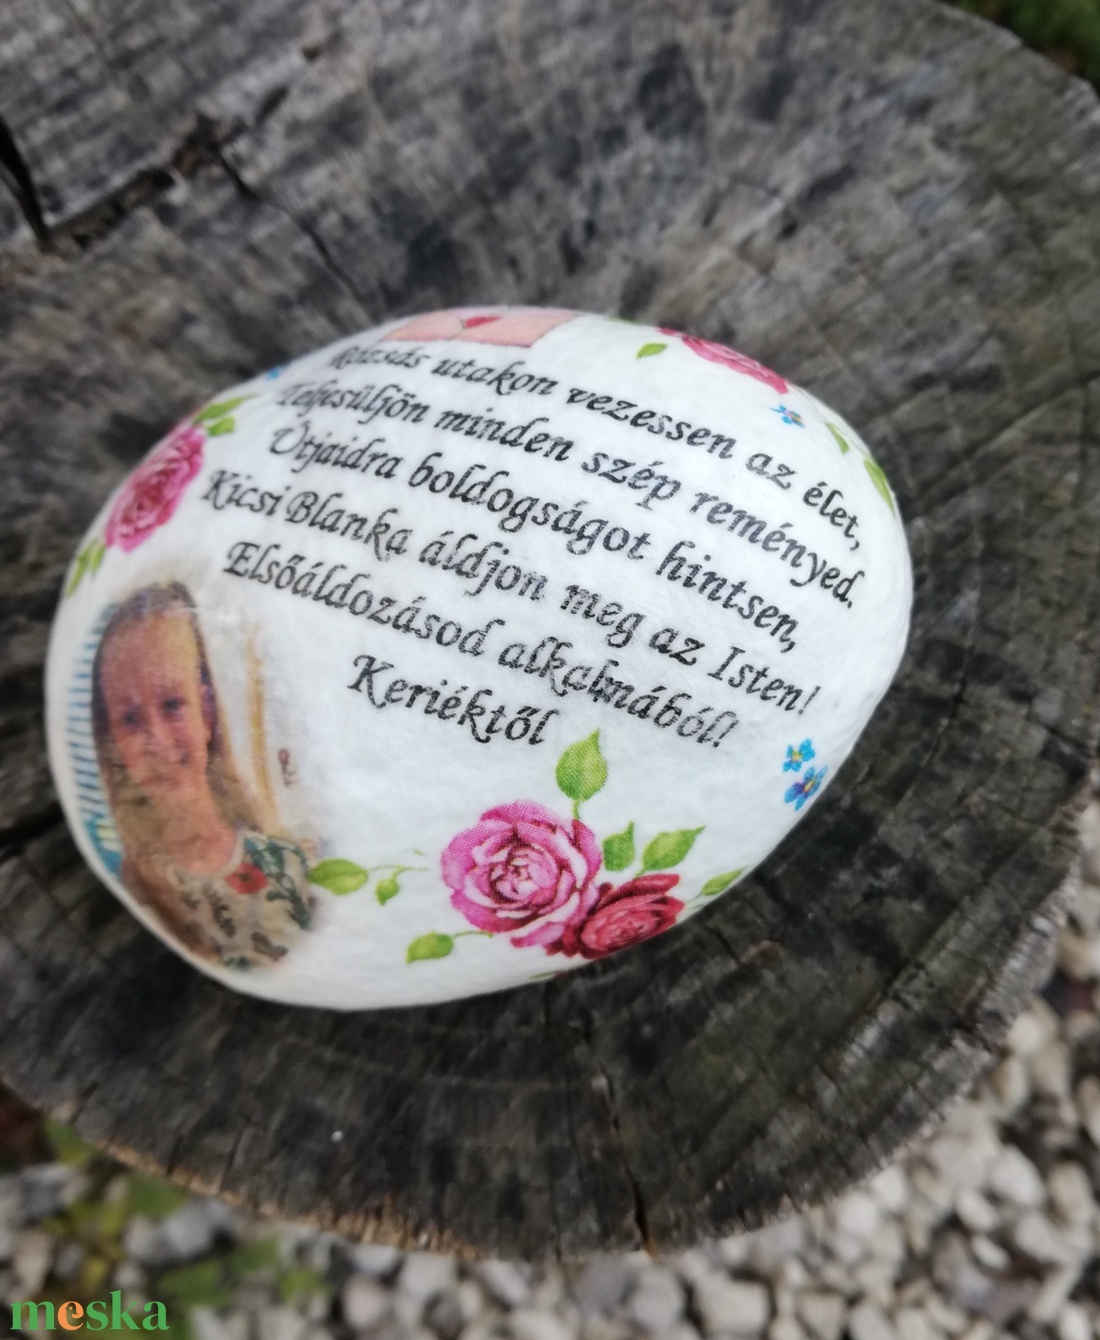 Rózsás utakon vezessen az élet,
Teljesüljön minden szép reményed.
Útjaidra boldogságot hintsen,
Kicsi Blanka áldjon meg az Isten!
Elsőáldozásod alkalmából!
Keriéktől
meska